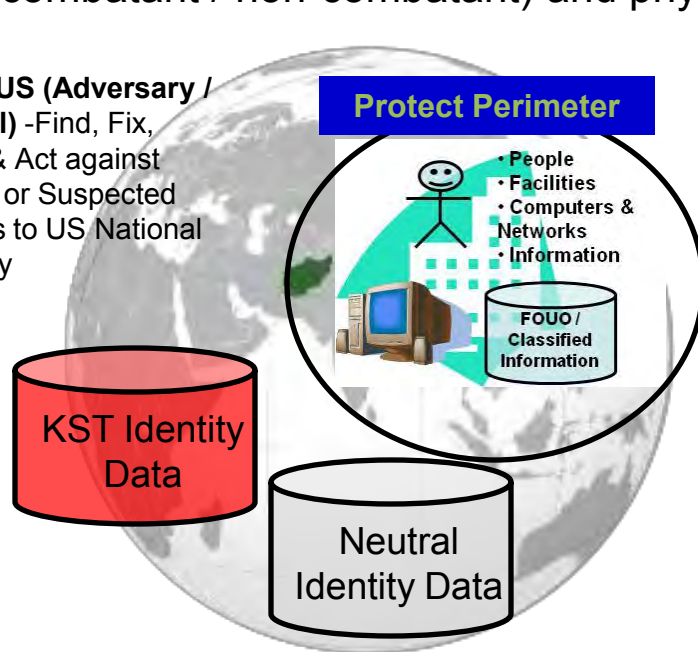 combatant / non-combatant) and
US (Adversary /
-Find, Fix,
& Act against
or Suspected
to US National
Protect Perimeter
• People
• Facilities
• Computers &
Networks
• Information
FOUO /
Classified
Information
KST Identity
Data
Neutral
Identity Data